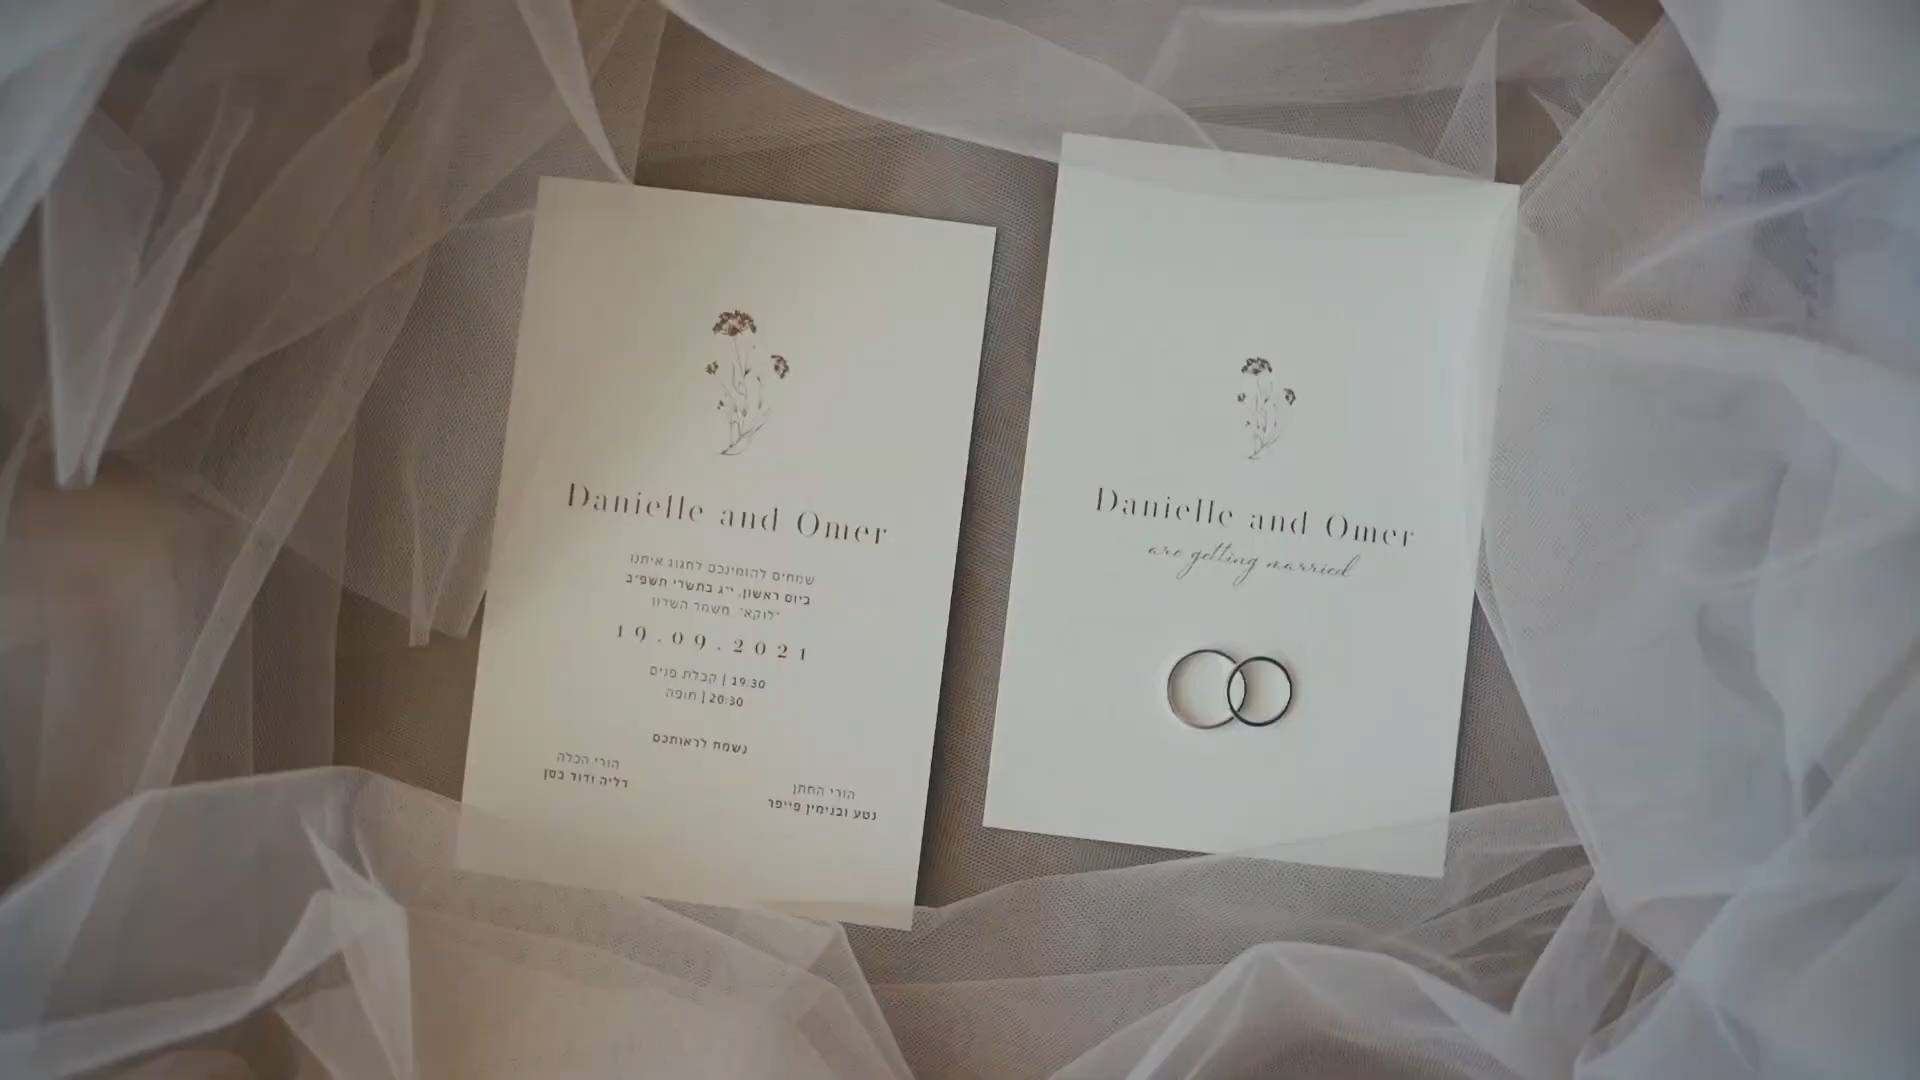 Danielle and Omer
שמחים להזמינכם לחגוג איתנו
ביום ראשון, י״ג בתשרי תשפ״ב
״לוקא״, משמר השרון
19.09.2021
קבלת פנים | 19:30
חופה | 20:30
נשמח לראותכם
הורי הכלה
דליה ודוד בסן
הורי החתן
נטע ובנימין פייפר
Danielle and Omer
are getting married